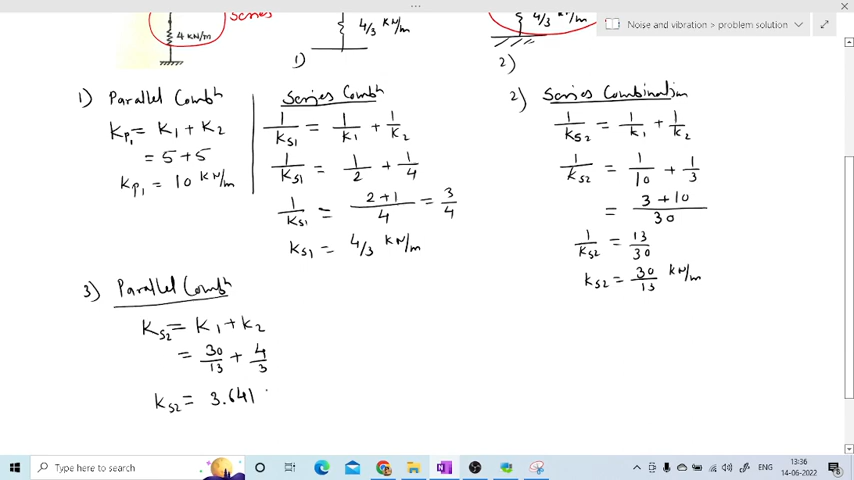 Series
4 KN/m
4/3 KN/m
4/3 KN/m
Noise and vibration > problem solution
1)
2)
1) Parallel Combn
Kp1 = K1 + K2
= 5+5
Kp1 = 10 KN/m
Series Combn
1/Ks1 = 1/K1 + 1/K2
1/Ks1 = 1/2 + 1/4
1/Ks1 = 2+1/4 = 3/4
Ks1 = 4/3 KN/m
2) Series Combination
1/Ks2 = 1/K1 + 1/K2
1/Ks2 = 1/10 + 1/3
= 3+10/30
1/Ks2 = 13/30
Ks2 = 30/13 KN/m
3) Parallel Combn
Ks2 = K1 + K2
= 30/13 + 4/3
Ks2 = 3.641
Type here to search
ENG
13:36
14-06-2022